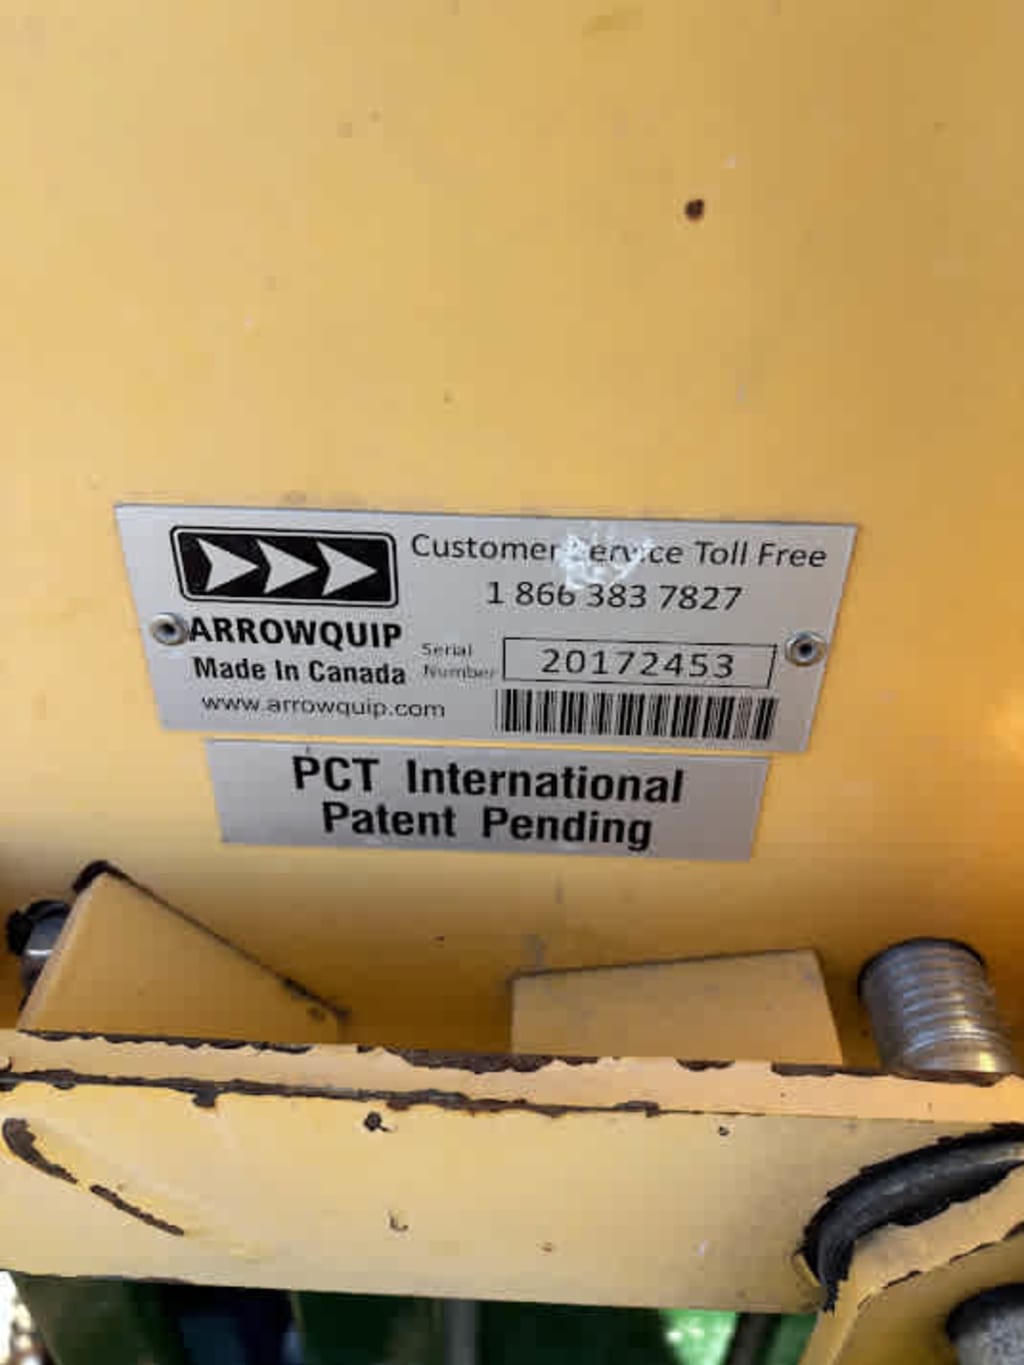 Customer Service Toll Free
1 866 383 7827
ARROWQUIP
Made In Canada
www.arrowquip.com
Serial
Number
20172453
PCT International
Patent Pending